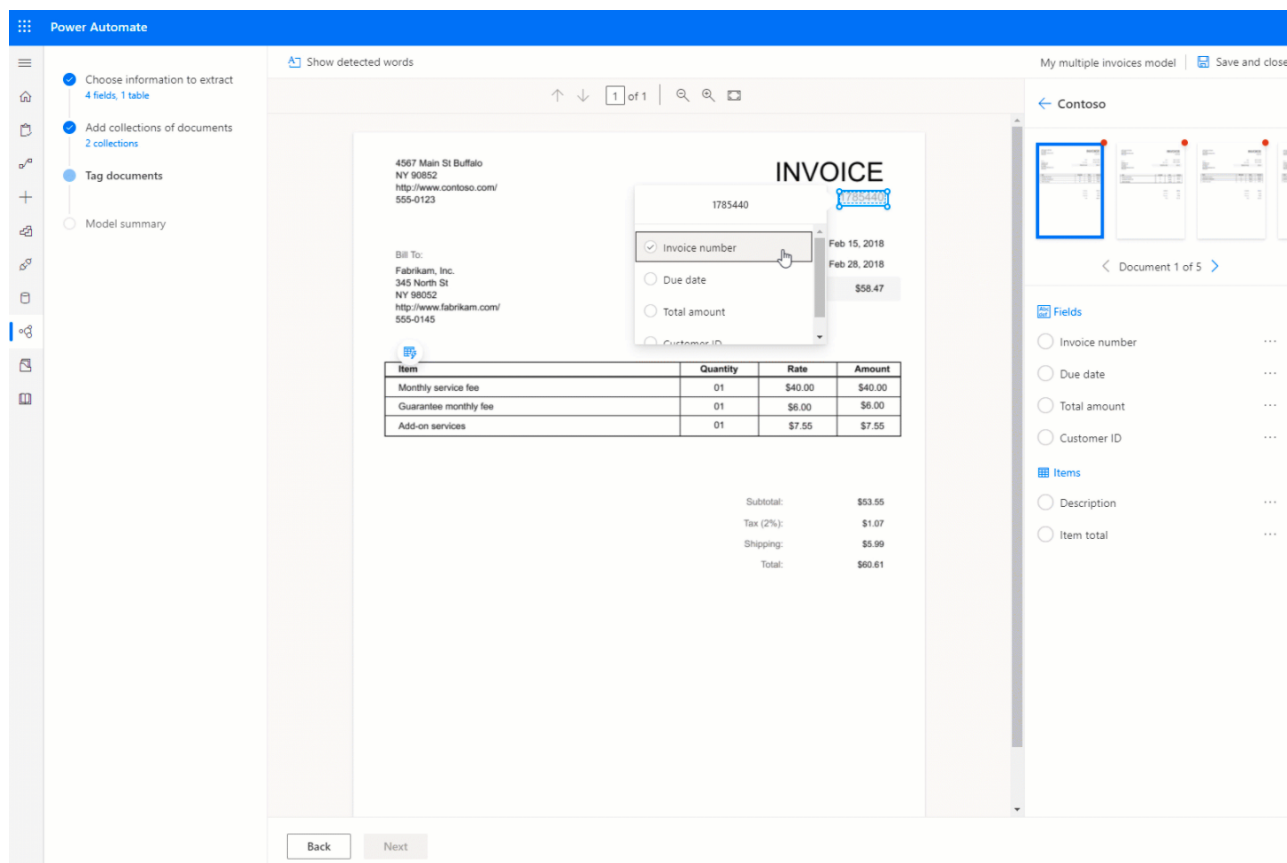 Power Automate
Choose information to extract
4 fields, 1 table
Add collections of documents
2 collections
Tag documents
Model summary
Show detected words
My multiple invoices model
Save and close
1 of 1
4567 Main St Buffalo
NY 90852
http://www.contoso.com/
555-0123
INVOICE
1785440
Feb 15, 2018
Feb 28, 2018
$58.47
Bill To:
Fabrikam, Inc.
345 North St
NY 98052
http://www.fabrikam.com/
555-0145
1785440
Invoice number
Due date
Total amount
Customer ID
Item Quantity Rate Amount
Monthly service fee 01 $40.00 $40.00
Guarantee monthly fee 01 $6.00 $6.00
Add-on services 01 $7.55 $7.55
Subtotal: $53.55
Tax (2%): $1.07
Shipping: $5.99
Total: $60.61
Contoso
Document 1 of 5
Fields
Invoice number
Due date
Total amount
Customer ID
Items
Description
Item total
Back
Next